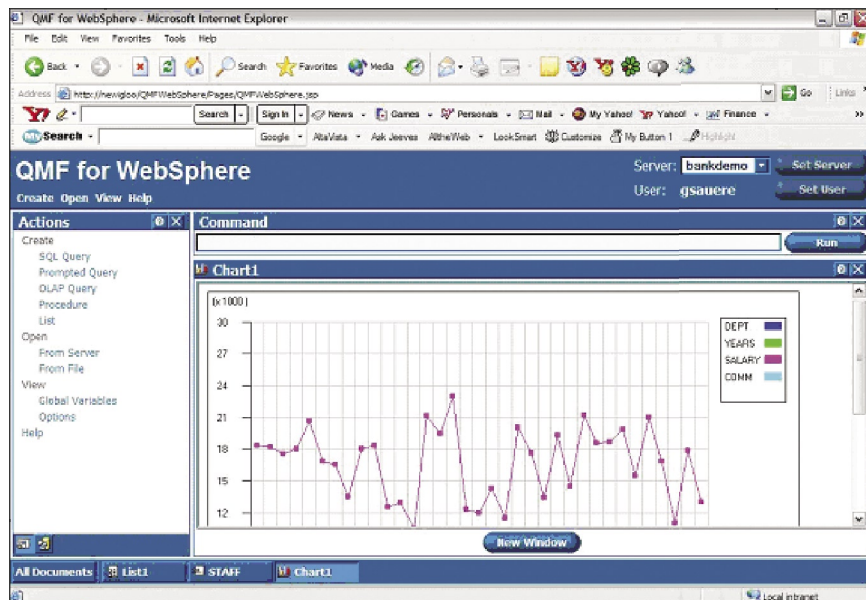 QMF for WebSphere - Microsoft Internet Explorer
File Edit View Favorites Tools Help
Back Search Favorites Media
Address http://newigloo/QMFWebSphere/Pages/QMFWebSphere.jsp Go Links
Y! Search Sign In News Games Personals Mail My Yahoo! Yahoo! Finance
My Search Google AltaVista Ask Jeeves AlltheWeb LookSmart Customize My Button 1 Highlight
QMF for WebSphere
Server: bankdemo Set Server
User: gsauere Set User
Create Open View Help
Actions
Create
SQL Query
Prompted Query
OLAP Query
Procedure
List
Open
From Server
From File
View
Global Variables
Options
Help
Command
Run
Chart1
(x1000)
30
27
24
21
18
15
12
DEPT
YEARS
SALARY
COMM
New Window
All Documents List1 STAFF Chart1
Local intranet